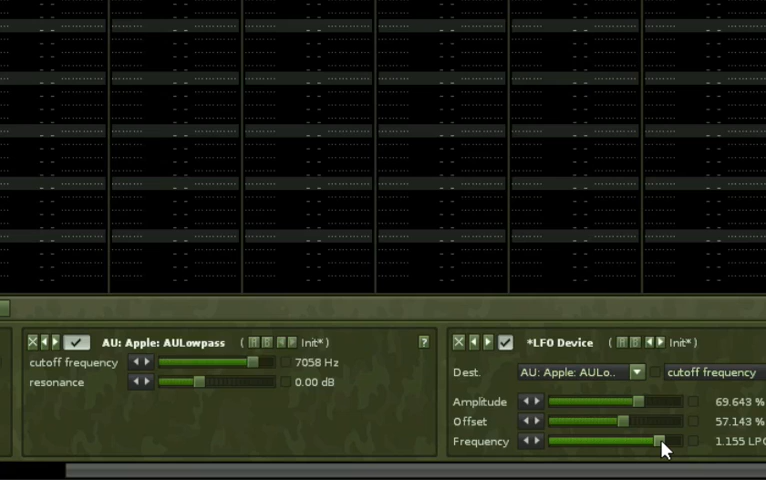 AU: Apple: AULowpass ( Init* ) ?
cutoff frequency 7058 Hz
resonance 0.00 dB
*LFO Device ( Init* )
Dest. AU: Apple: AULo.. cutoff frequency
Amplitude 69.643 %
Offset 57.143 %
Frequency 1.155 LPC